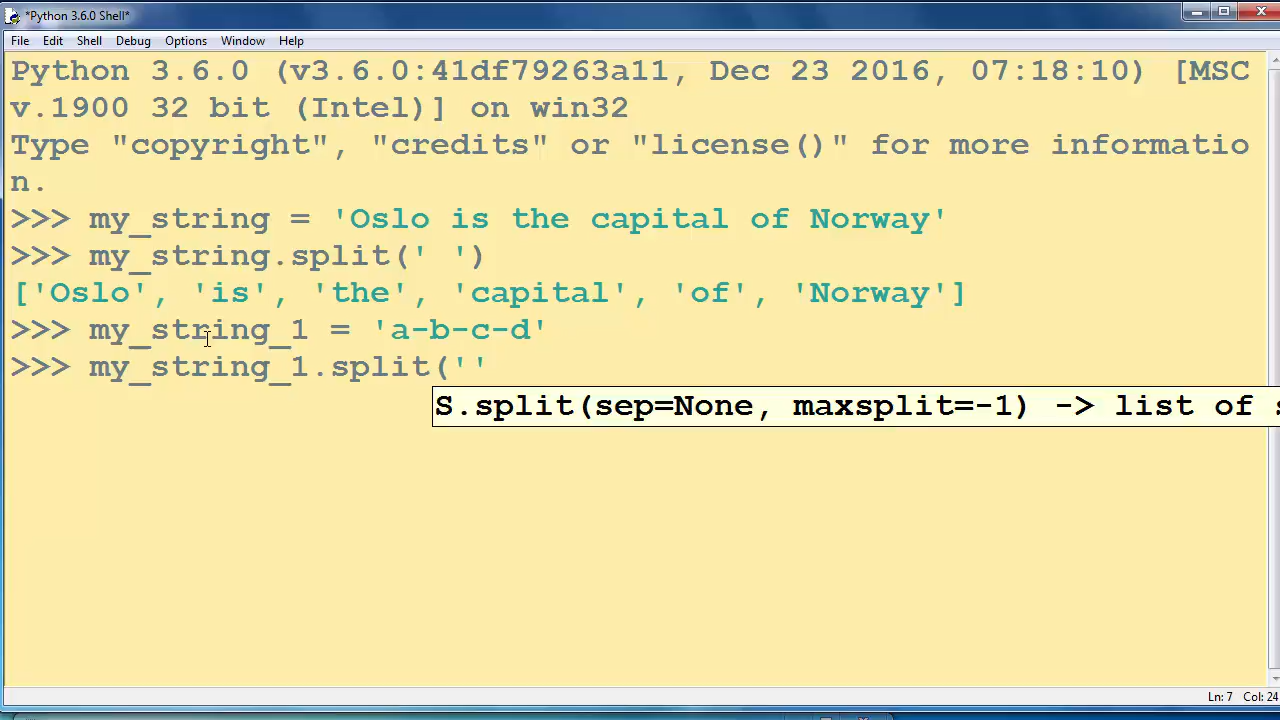 *Python 3.6.0 Shell*
File Edit Shell Debug Options Window Help
Python 3.6.0 (v3.6.0:41df79263a11, Dec 23 2016, 07:18:10) [MSC
v.1900 32 bit (Intel)] on win32
Type "copyright", "credits" or "license()" for more informatio
n.
>>> my_string = 'Oslo is the capital of Norway'
>>> my_string.split(' ')
['Oslo', 'is', 'the', 'capital', 'of', 'Norway']
>>> my_string_1 = 'a-b-c-d'
>>> my_string_1.split(''
S.split(sep=None, maxsplit=-1) -> list of
Ln: 7 Col: 24